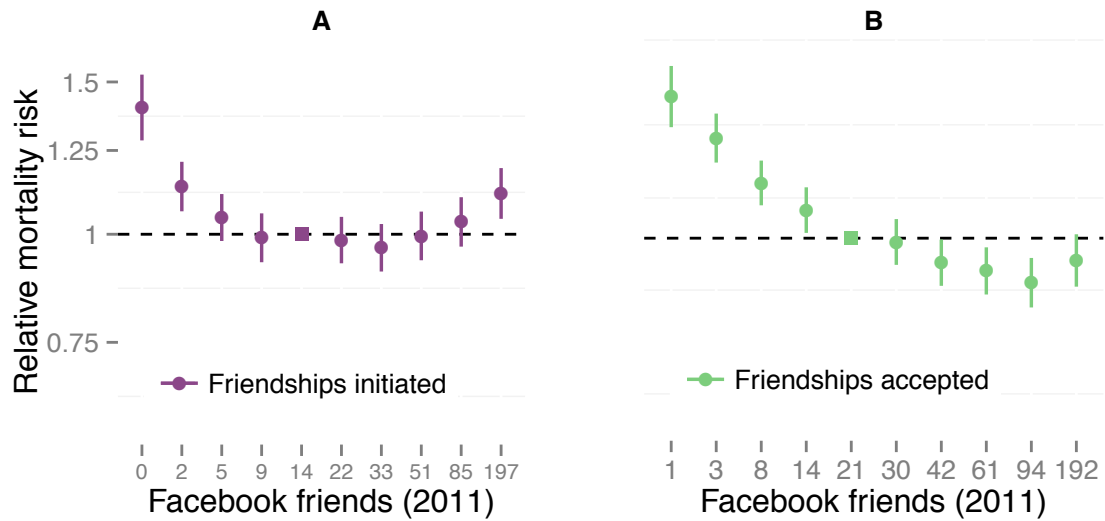 A
B
Relative mortality risk
1.5
1.25
1
0.75
Friendships initiated
Friendships accepted
0 2 5 9 14 22 33 51 85 197
1 3 8 14 21 30 42 61 94 192
Facebook friends (2011)
Facebook friends (2011)